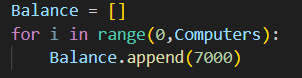 Balance = []
for i in range(0,Computers):
    Balance.append(7000)